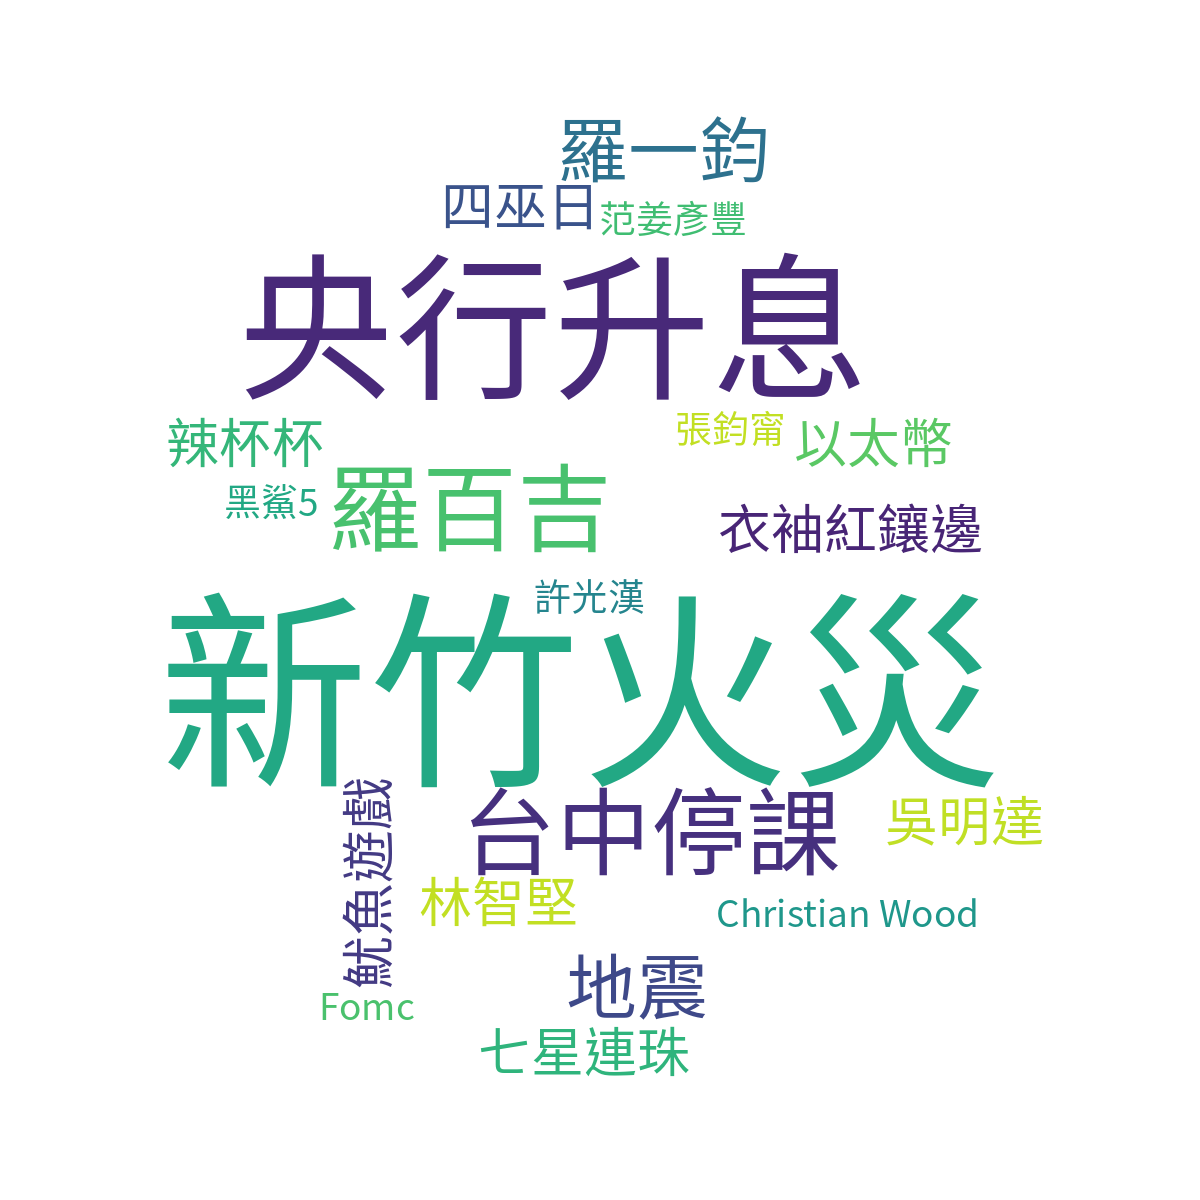 羅一鈞
四巫日
范姜彥豐
央行升息
辣杯杯
張鈞甯
以太幣
黑鯊5
羅百吉
衣袖紅鑲邊
許光漢
新竹火災
魷魚遊戲
台中停課
吳明達
林智堅
Christian Wood
地震
Fomc
七星連珠